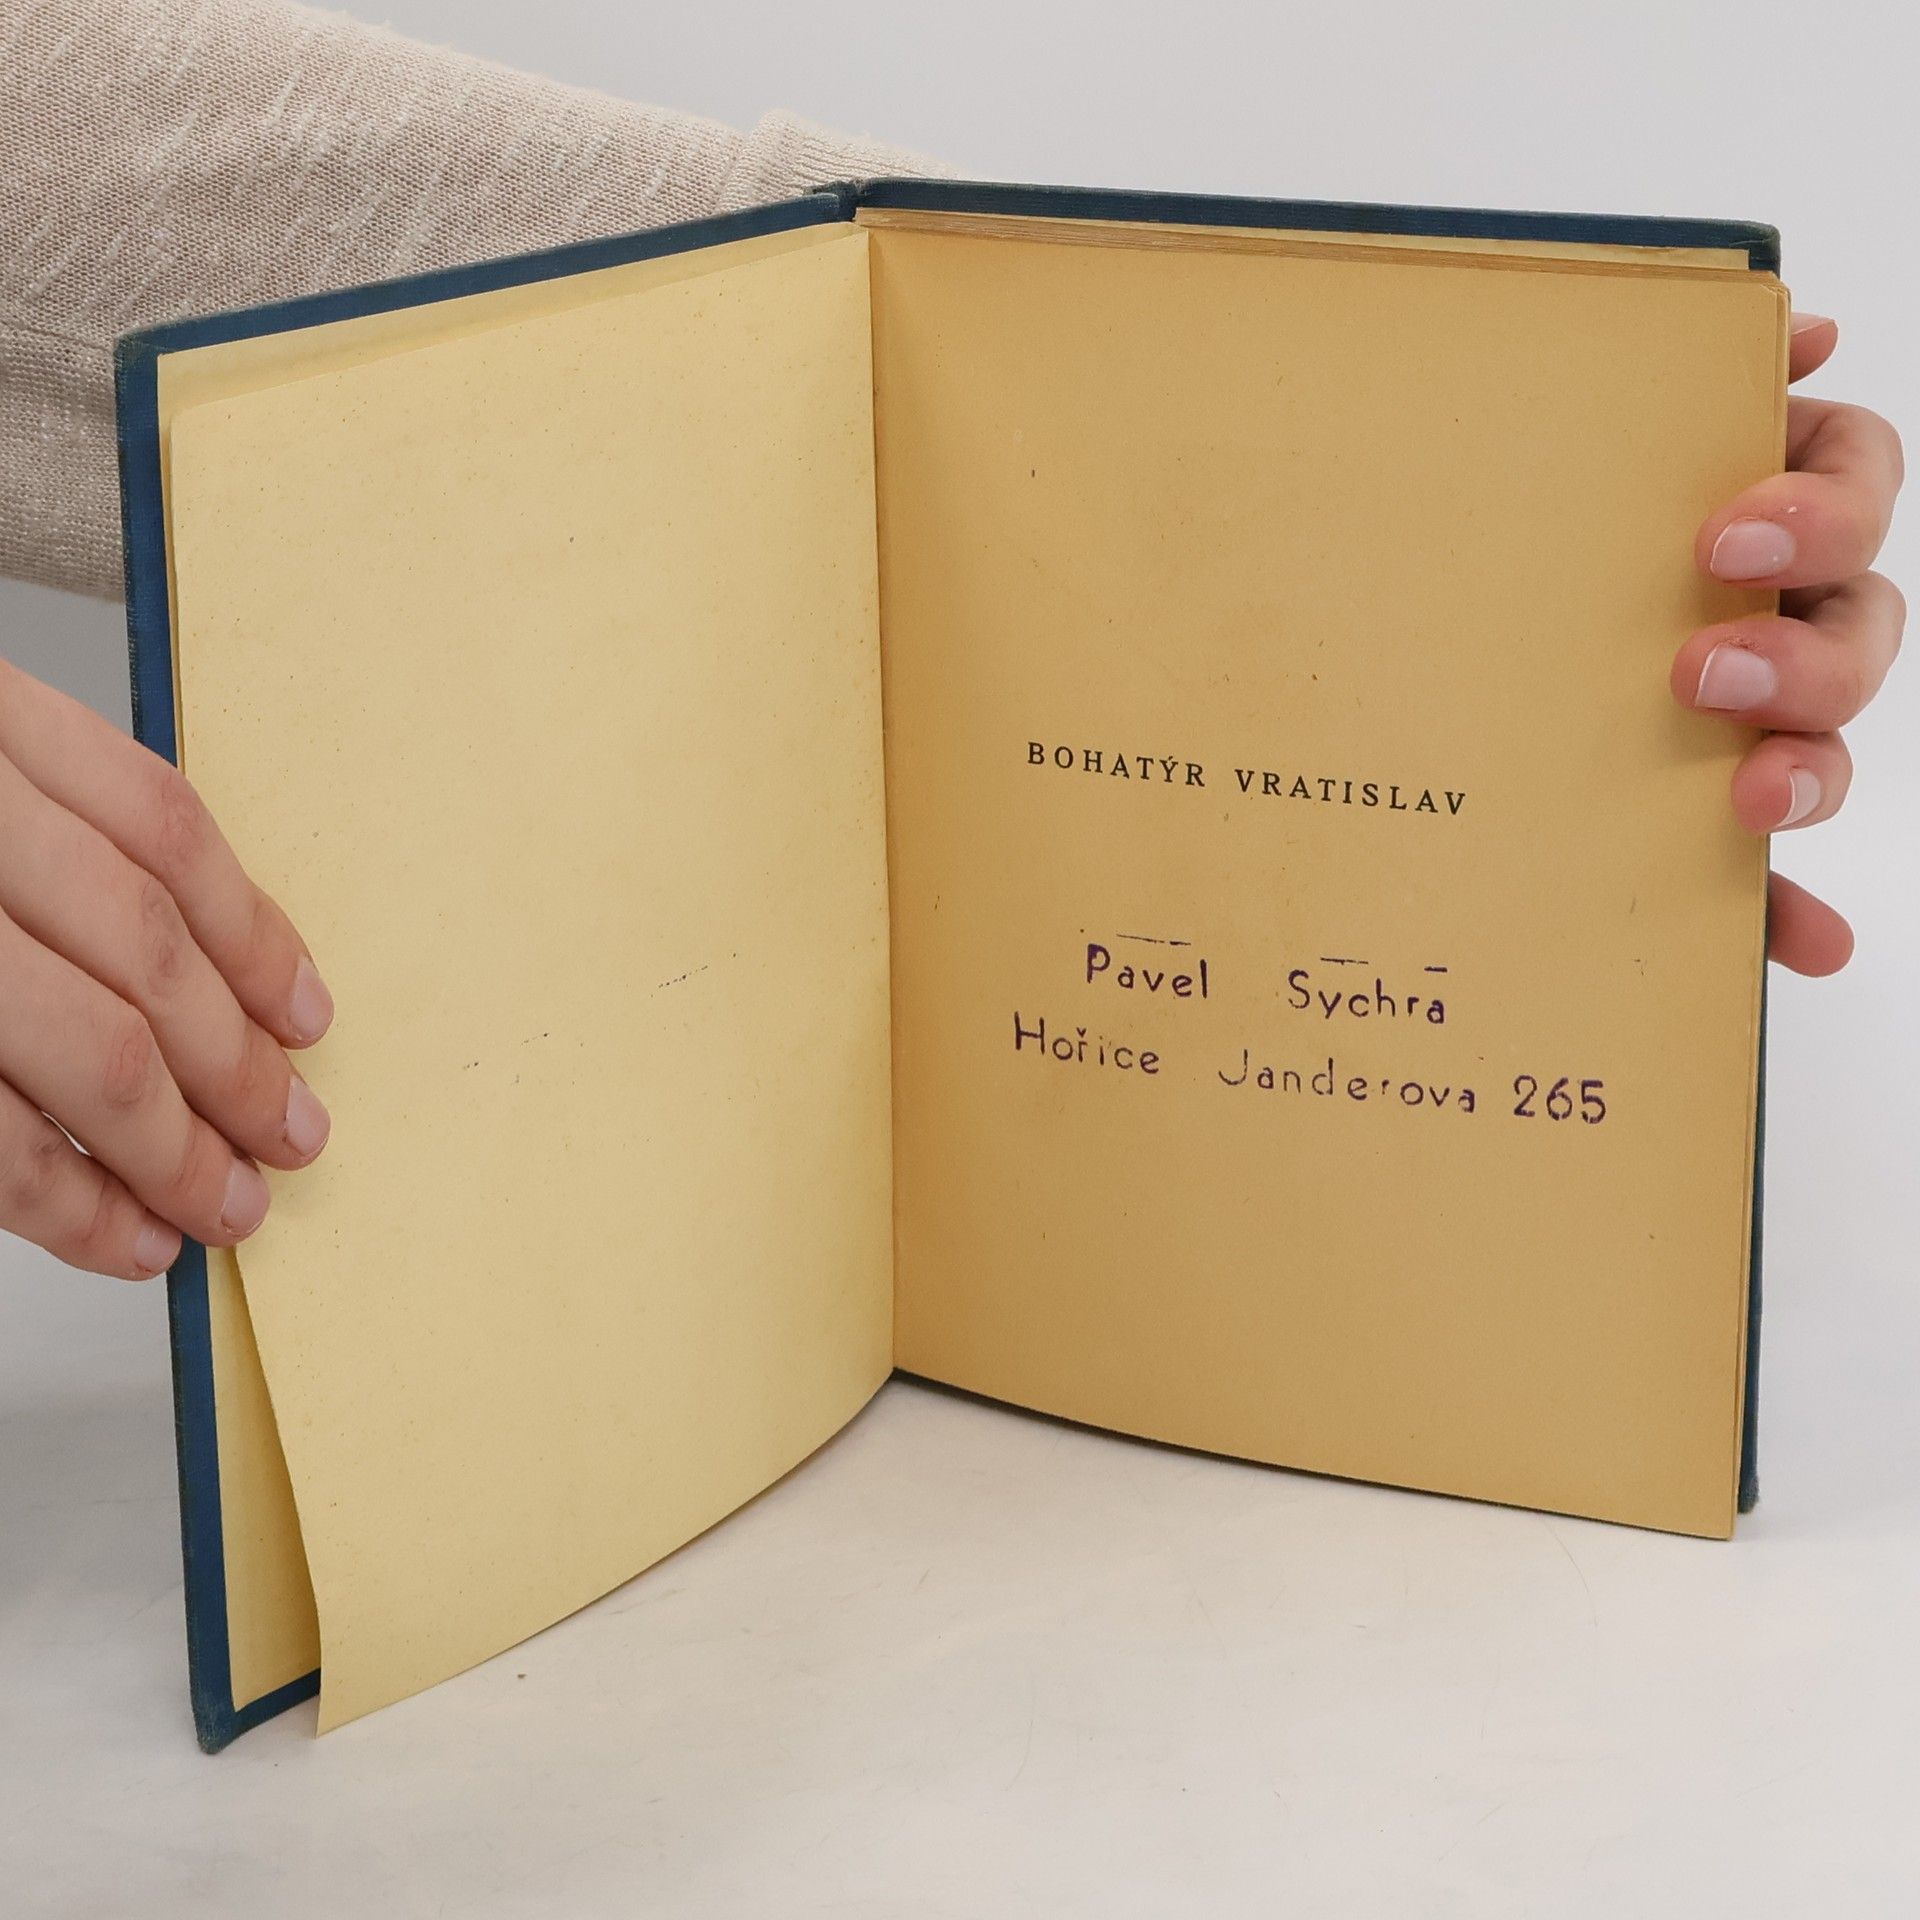 BOHATÝR VRATISLAV
Pavel Sychra
Hořice Janderova 265